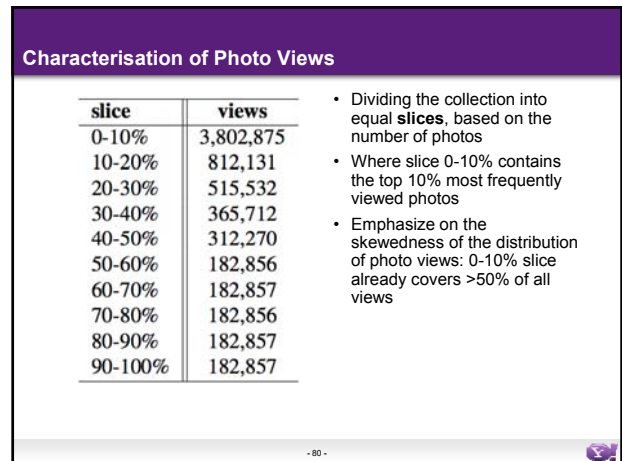 Characterisation of Photo Views
slice views
0-10% 3,802,875
10-20% 812,131
20-30% 515,532
30-40% 365,712
40-50% 312,270
50-60% 182,856
60-70% 182,857
70-80% 182,856
80-90% 182,857
90-100% 182,857
• Dividing the collection into
equal slices, based on the
number of photos
• Where slice 0-10% contains
the top 10% most frequently
viewed photos
• Emphasize on the
skewedness of the distribution
of photo views: 0-10% slice
already covers >50% of all
views
- 80 -
Y!